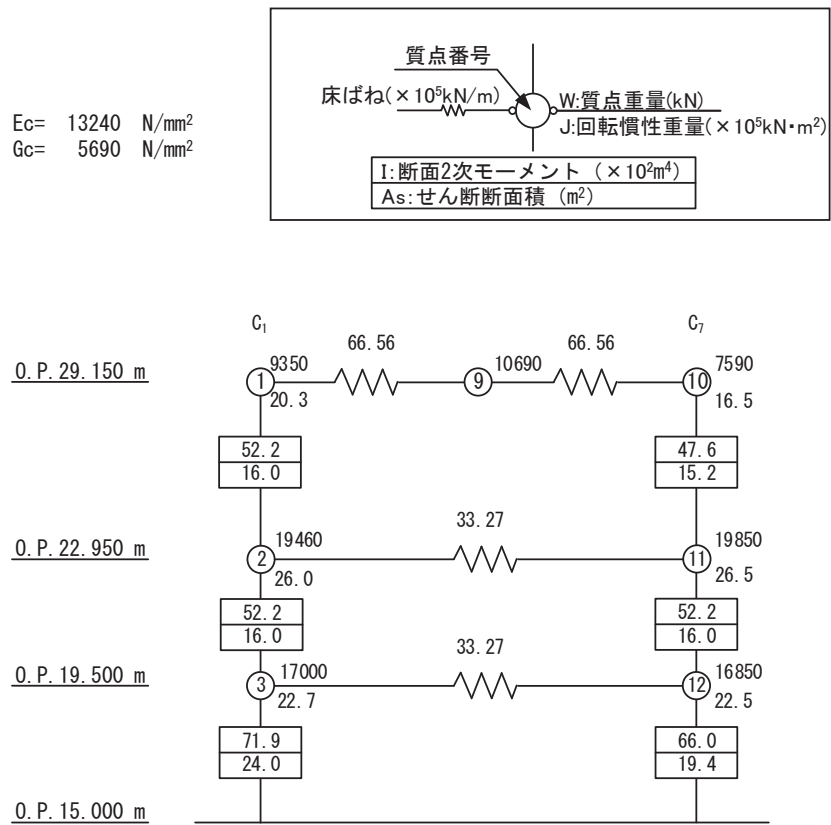 質点番号
床ばね(×10⁵kN/m)
W:質点重量(kN)
J:回転慣性重量(×10⁵kN・m²)
I:断面2次モーメント (×10²m⁴)
As:せん断断面積 (m²)
Ec= 13240 N/mm²
Gc= 5690 N/mm²
C₁ C₇
66.56 66.56
O.P.29.150 m ① 9350 ⑨ 10690 ⑩ 7590
20.3 16.5
52.2 47.6
16.0 15.2
33.27
O.P.22.950 m ② 19460 ⑪ 19850
26.0 26.5
52.2 52.2
16.0 16.0
33.27
O.P.19.500 m ③ 17000 ⑫ 16850
22.7 22.5
71.9 66.0
24.0 19.4
O.P.15.000 m